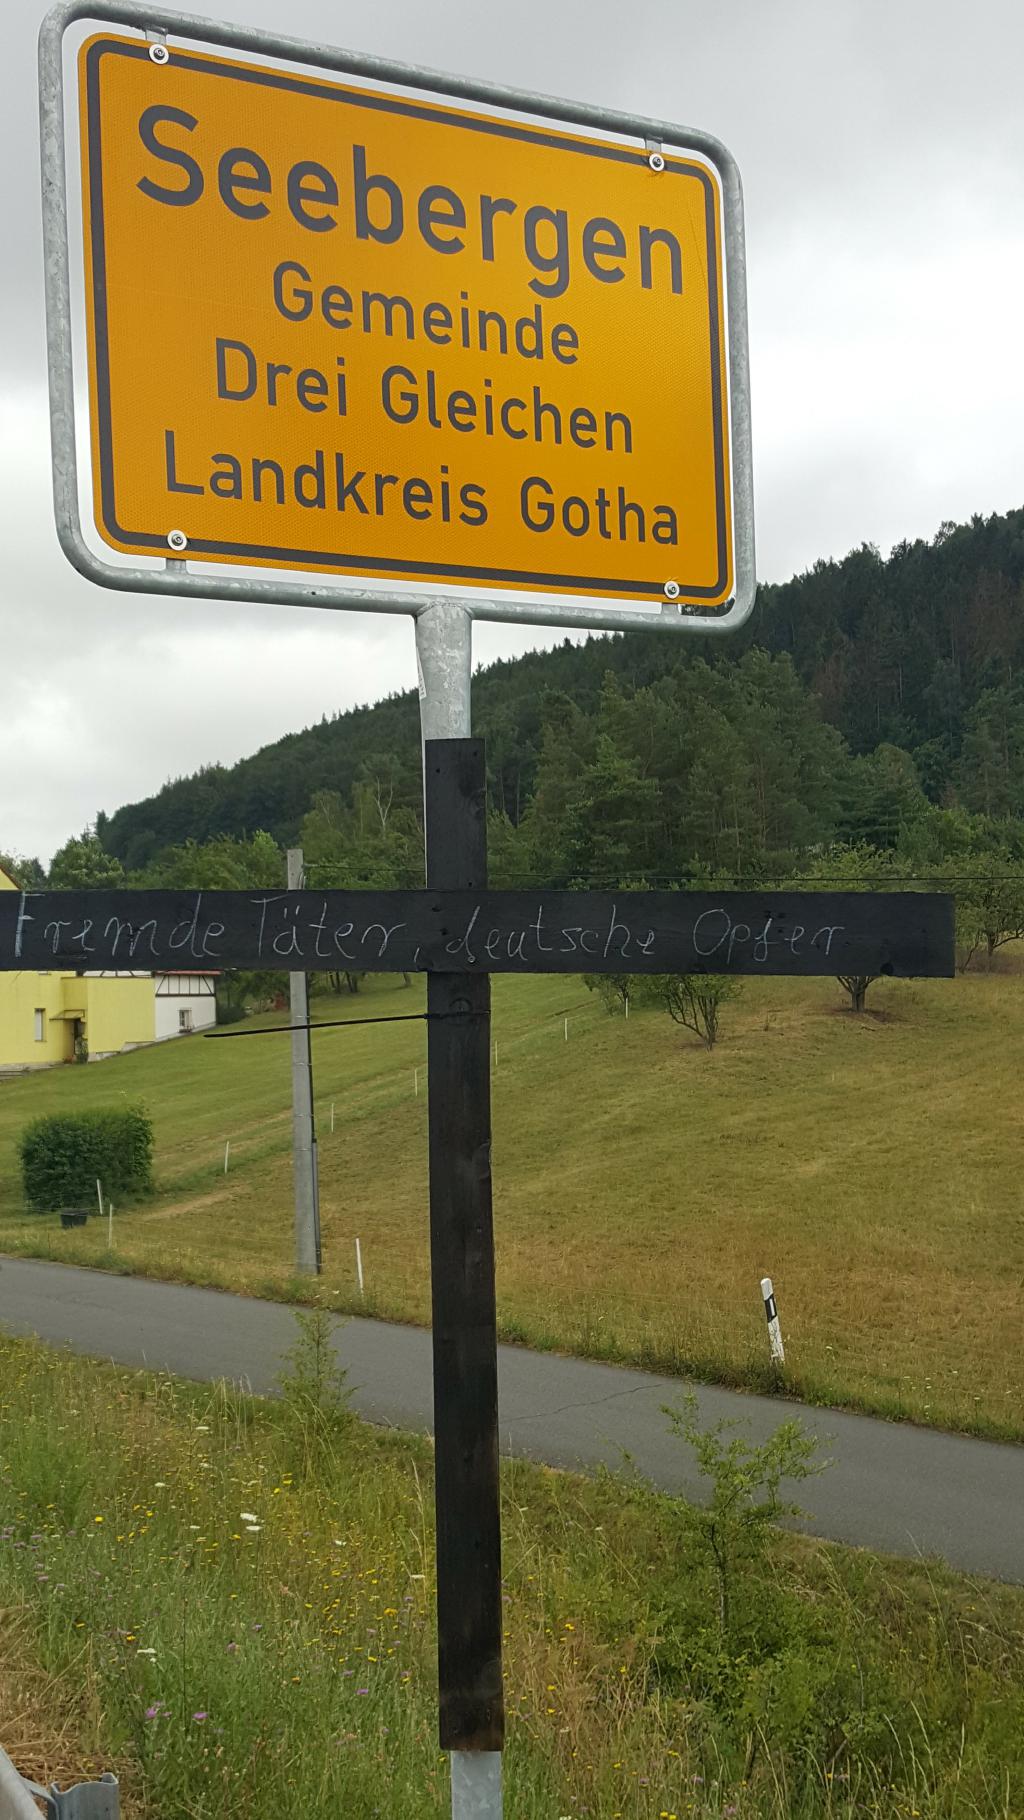 Seebergen
Gemeinde
Drei Gleichen
Landkreis Gotha
Fremde Täter, deutsche Opfer